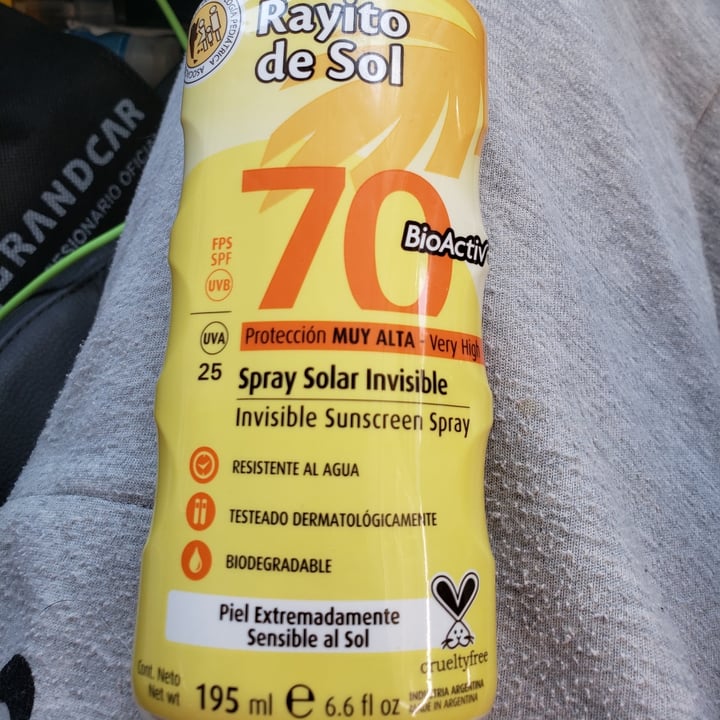 Rayito
de Sol
PEDIÁTRICA
70
BioActiv
FPS
SPF
UVB
Protección MUY ALTA - Very High
UVA
25
Spray Solar Invisible
Invisible Sunscreen Spray
RESISTENTE AL AGUA
TESTEADO DERMATOLÓGICAMENTE
BIODEGRADABLE
Piel Extremadamente
Sensible al Sol
crueltyfree
Cont. Neto
Net wt
195 ml e 6.6 fl oz
INDUSTRIA ARGENTINA
MADE IN ARGENTINA
GRANDCAR